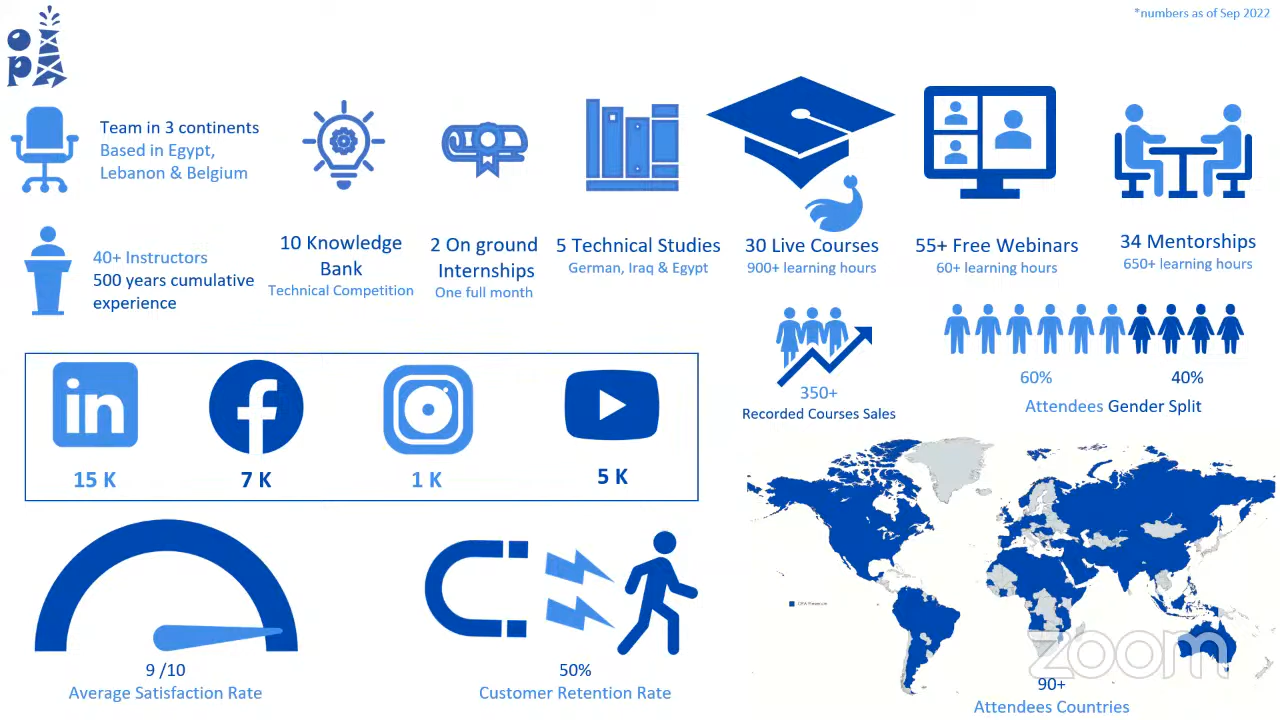 *numbers as of Sep 2022
OPA
Team in 3 continents
Based in Egypt,
Lebanon & Belgium
40+ Instructors
500 years cumulative
experience
10 Knowledge
Bank
Technical Competition
2 On ground
Internships
One full month
5 Technical Studies
German, Iraq & Egypt
30 Live Courses
900+ learning hours
55+ Free Webinars
60+ learning hours
34 Mentorships
650+ learning hours
350+
Recorded Courses Sales
60%
40%
Attendees Gender Split
in
f
15 K
7 K
1 K
5 K
9 /10
Average Satisfaction Rate
50%
Customer Retention Rate
OPA Presence
zoom
90+
Attendees Countries